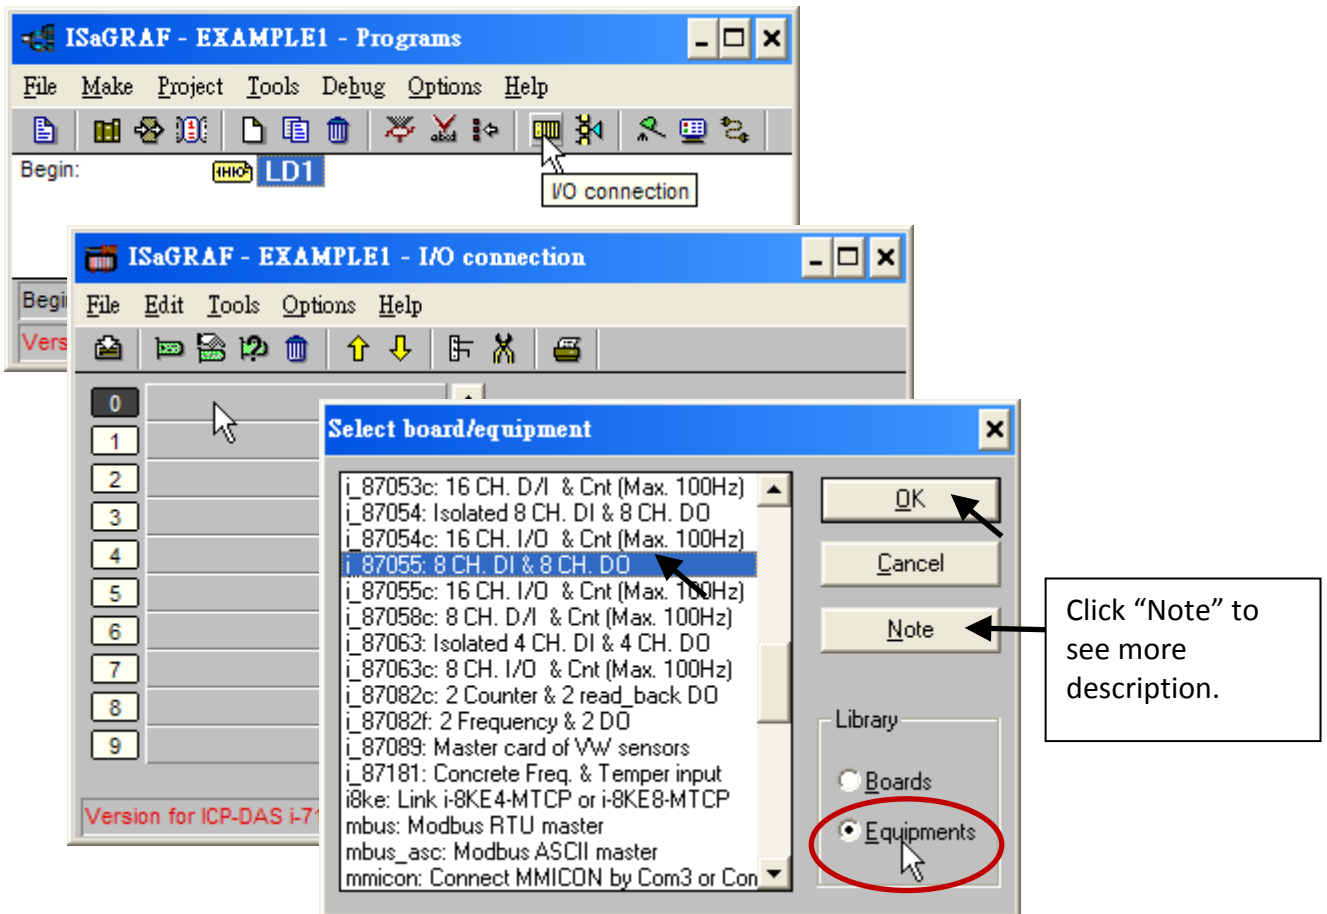 ISaGRAF - EXAMPLE1 - Programs
File Make Project Tools Debug Options Help
Begin: LD1
I/O connection
Begi
Vers
ISaGRAF - EXAMPLE1 - I/O connection
File Edit Tools Options Help
0
1
2
3
4
5
6
7
8
9
Version for ICP-DAS i-71
Select board/equipment
i_87053c: 16 CH. D/I & Cnt (Max. 100Hz)
i_87054: Isolated 8 CH. DI & 8 CH. DO
i_87054c: 16 CH. I/O & Cnt (Max. 100Hz)
i_87055: 8 CH. DI & 8 CH. DO
i_87055c: 16 CH. I/O & Cnt (Max. 100Hz)
i_87058c: 8 CH. D/I & Cnt (Max. 100Hz)
i_87063: Isolated 4 CH. DI & 4 CH. DO
i_87063c: 8 CH. I/O & Cnt (Max. 100Hz)
i_87082c: 2 Counter & 2 read_back DO
i_87082f: 2 Frequency & 2 DO
i_87089: Master card of VW sensors
i_87181: Concrete Freq. & Temper input
i8ke: Link i-8KE4-MTCP or i-8KE8-MTCP
mbus: Modbus RTU master
mbus_asc: Modbus ASCII master
mmicon: Connect MMICON by Com3 or Con
OK
Cancel
Note
Library
Boards
Equipments
Click “Note” to
see more
description.